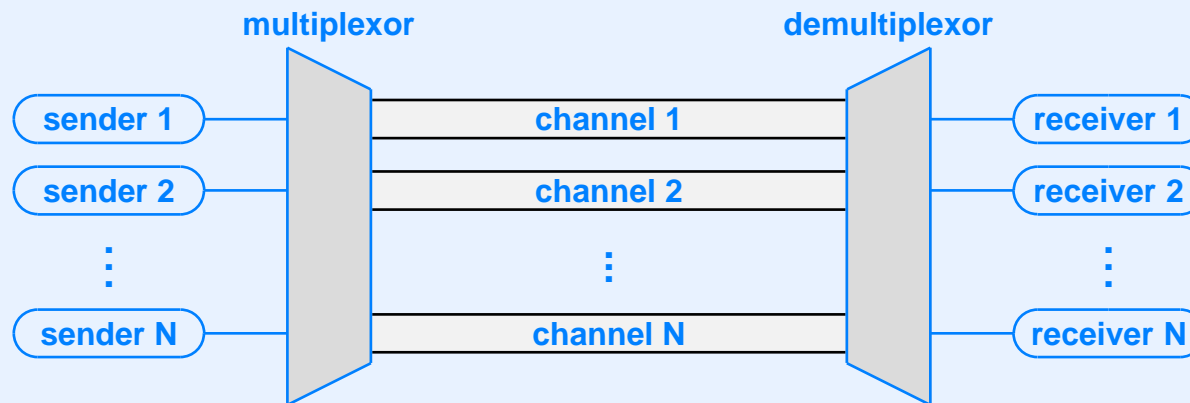 multiplexor demultiplexor
sender 1 channel 1 receiver 1
sender 2 channel 2 receiver 2
sender N channel N receiver N